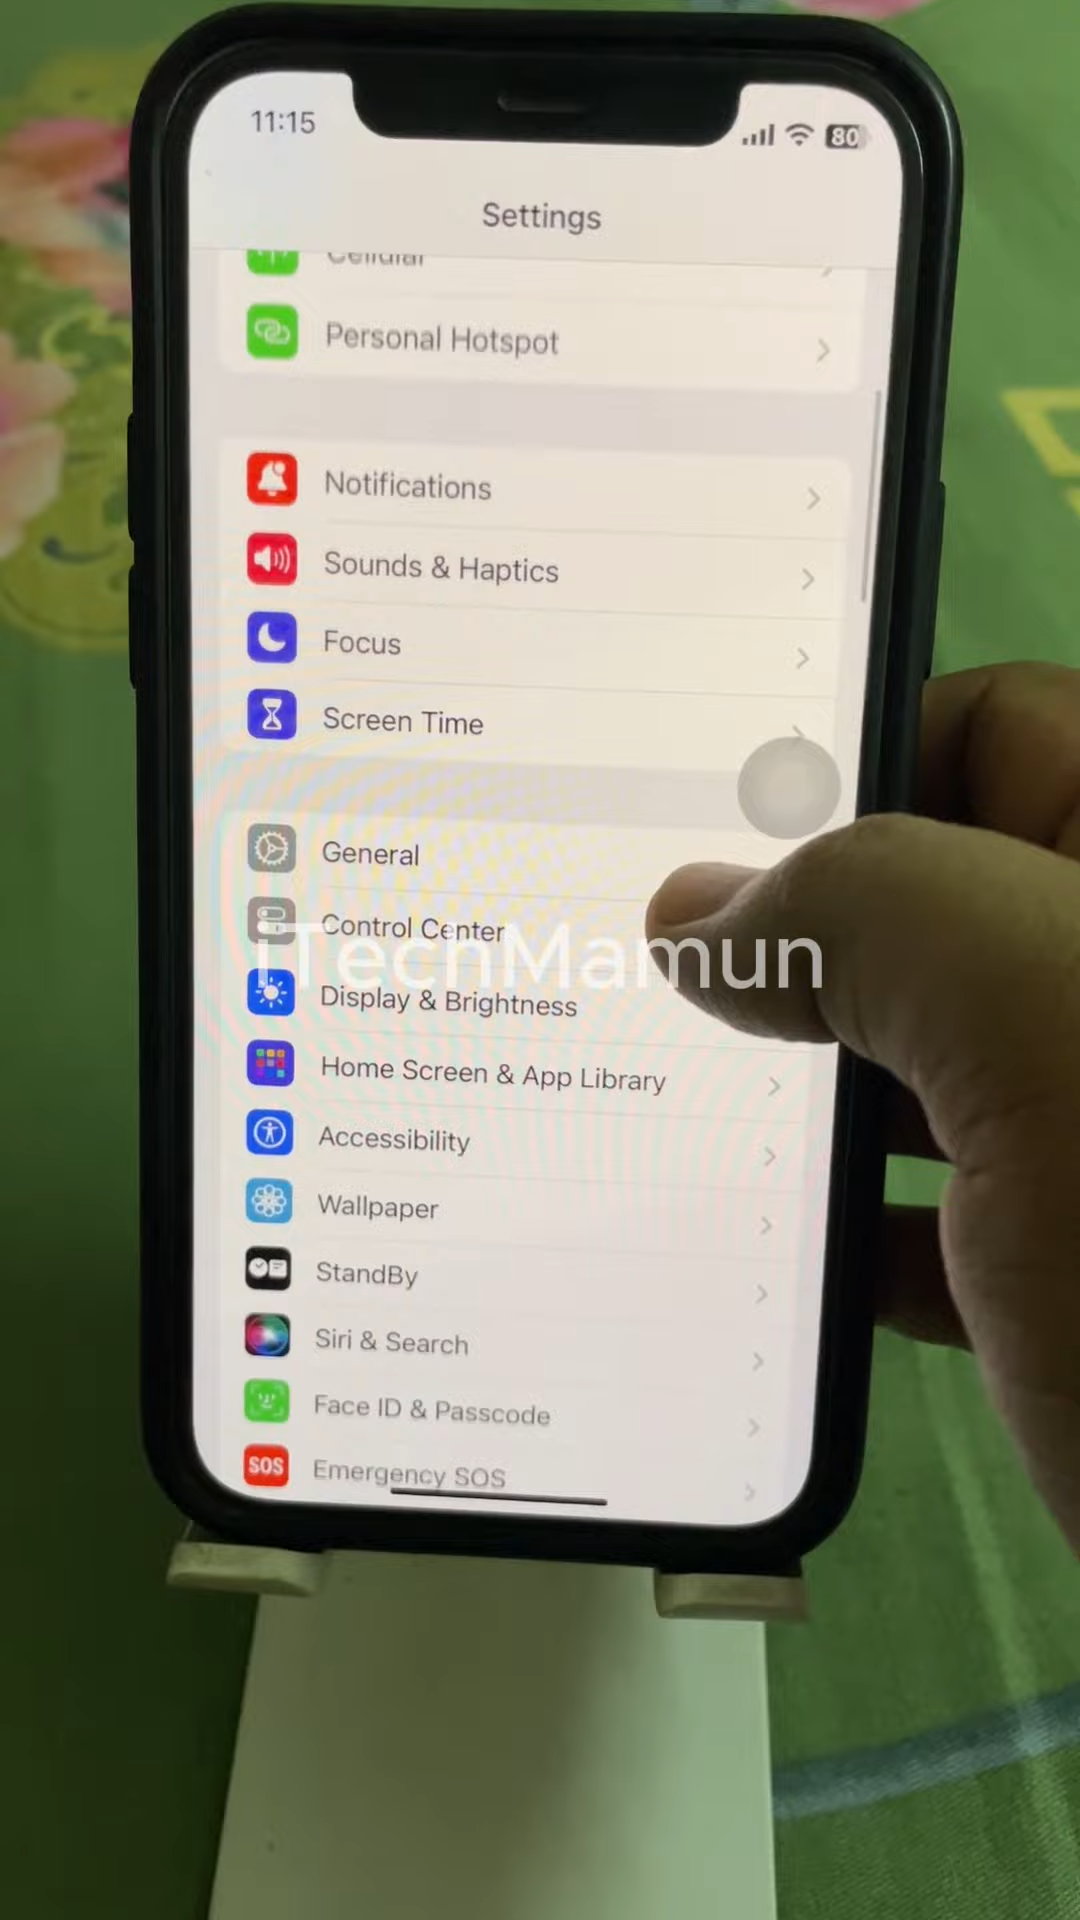 11:15
80
Settings
Cellular
Personal Hotspot
Notifications
Sounds & Haptics
Focus
Screen Time
General
Control Center
iTechMamun
Display & Brightness
Home Screen & App Library
Accessibility
Wallpaper
StandBy
Siri & Search
Face ID & Passcode
SOS Emergency SOS